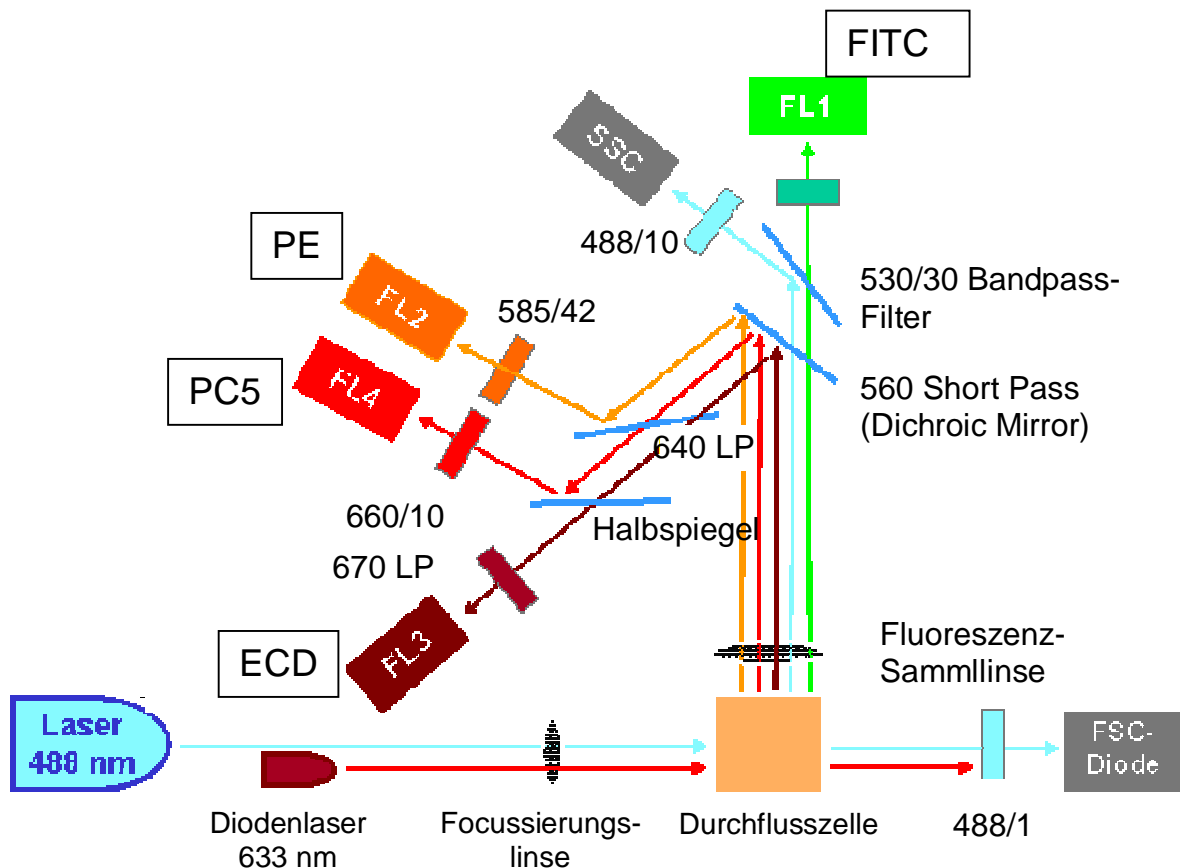 FITC
FL1
SSC
488/10
PE
FL2
585/42
530/30 Bandpass-
Filter
PC5
FL4
560 Short Pass
(Dichroic Mirror)
640 LP
660/10
Halbspiegel
670 LP
ECD
FL3
Fluoreszenz-
Sammllinse
Laser
488 nm
FSC-
Diode
Diodenlaser
633 nm
Focussierungs-
linse
Durchflusszelle
488/1